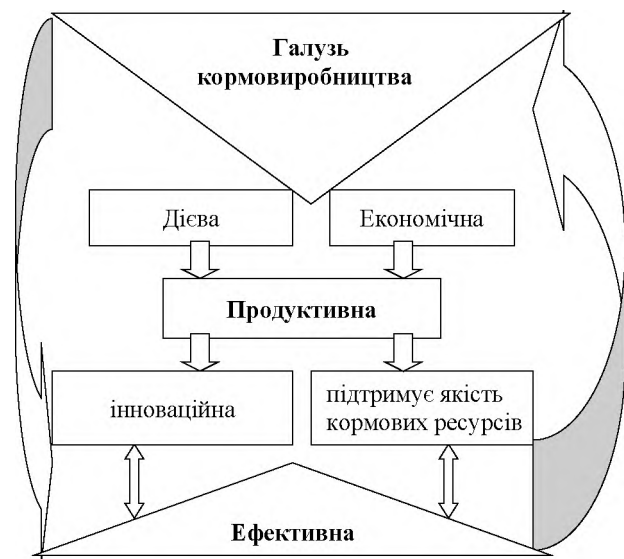 Галузь
кормовиробництва
Дієва
Економічна
Продуктивна
інноваційна
підтримує якість
кормових ресурсів
Ефективна